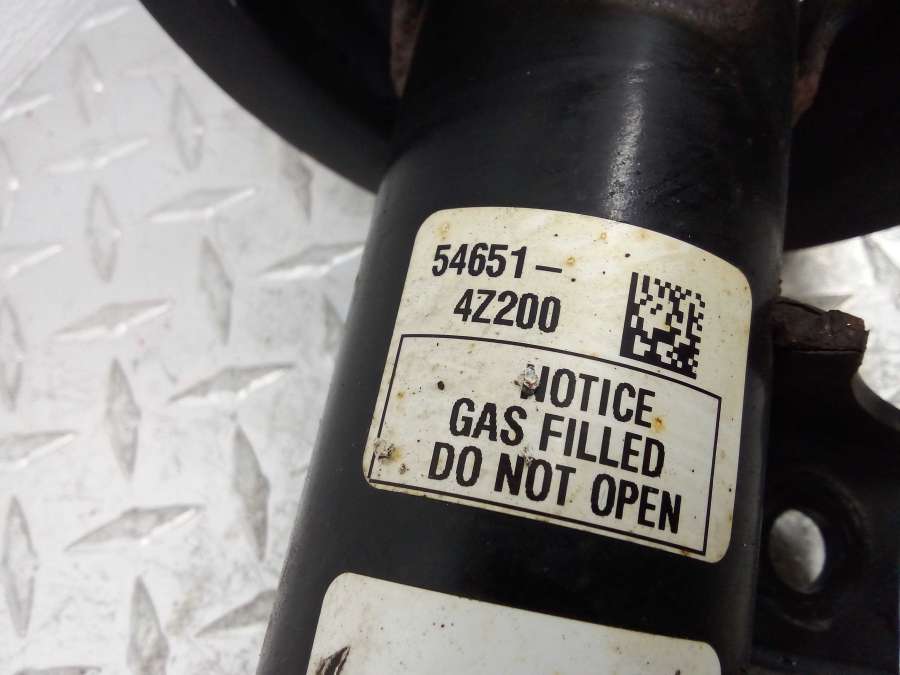 54651-
4Z200
NOTICE
GAS FILLED
DO NOT OPEN